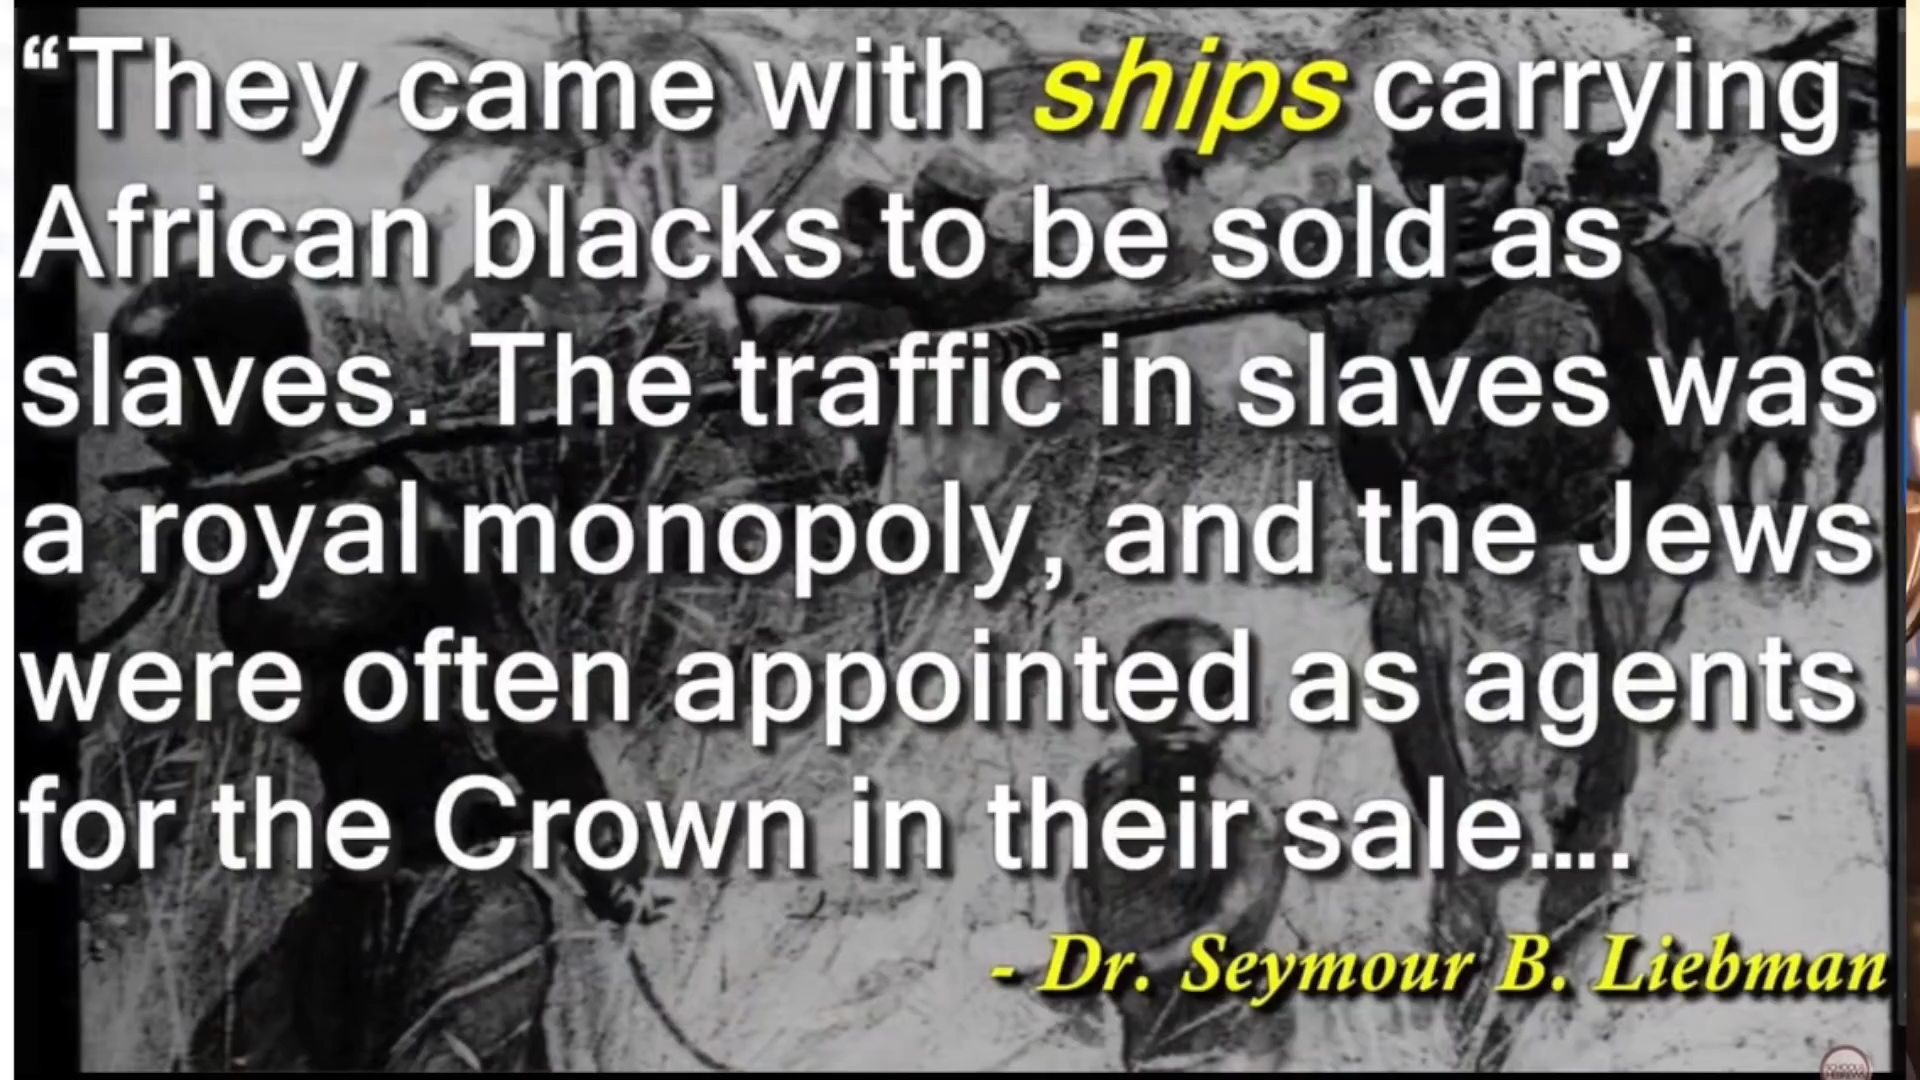 “They came with ships carrying
African blacks to be sold as
slaves. The traffic in slaves was
a royal monopoly, and the Jews
were often appointed as agents
for the Crown in their sale....
- Dr. Seymour B. Liebman